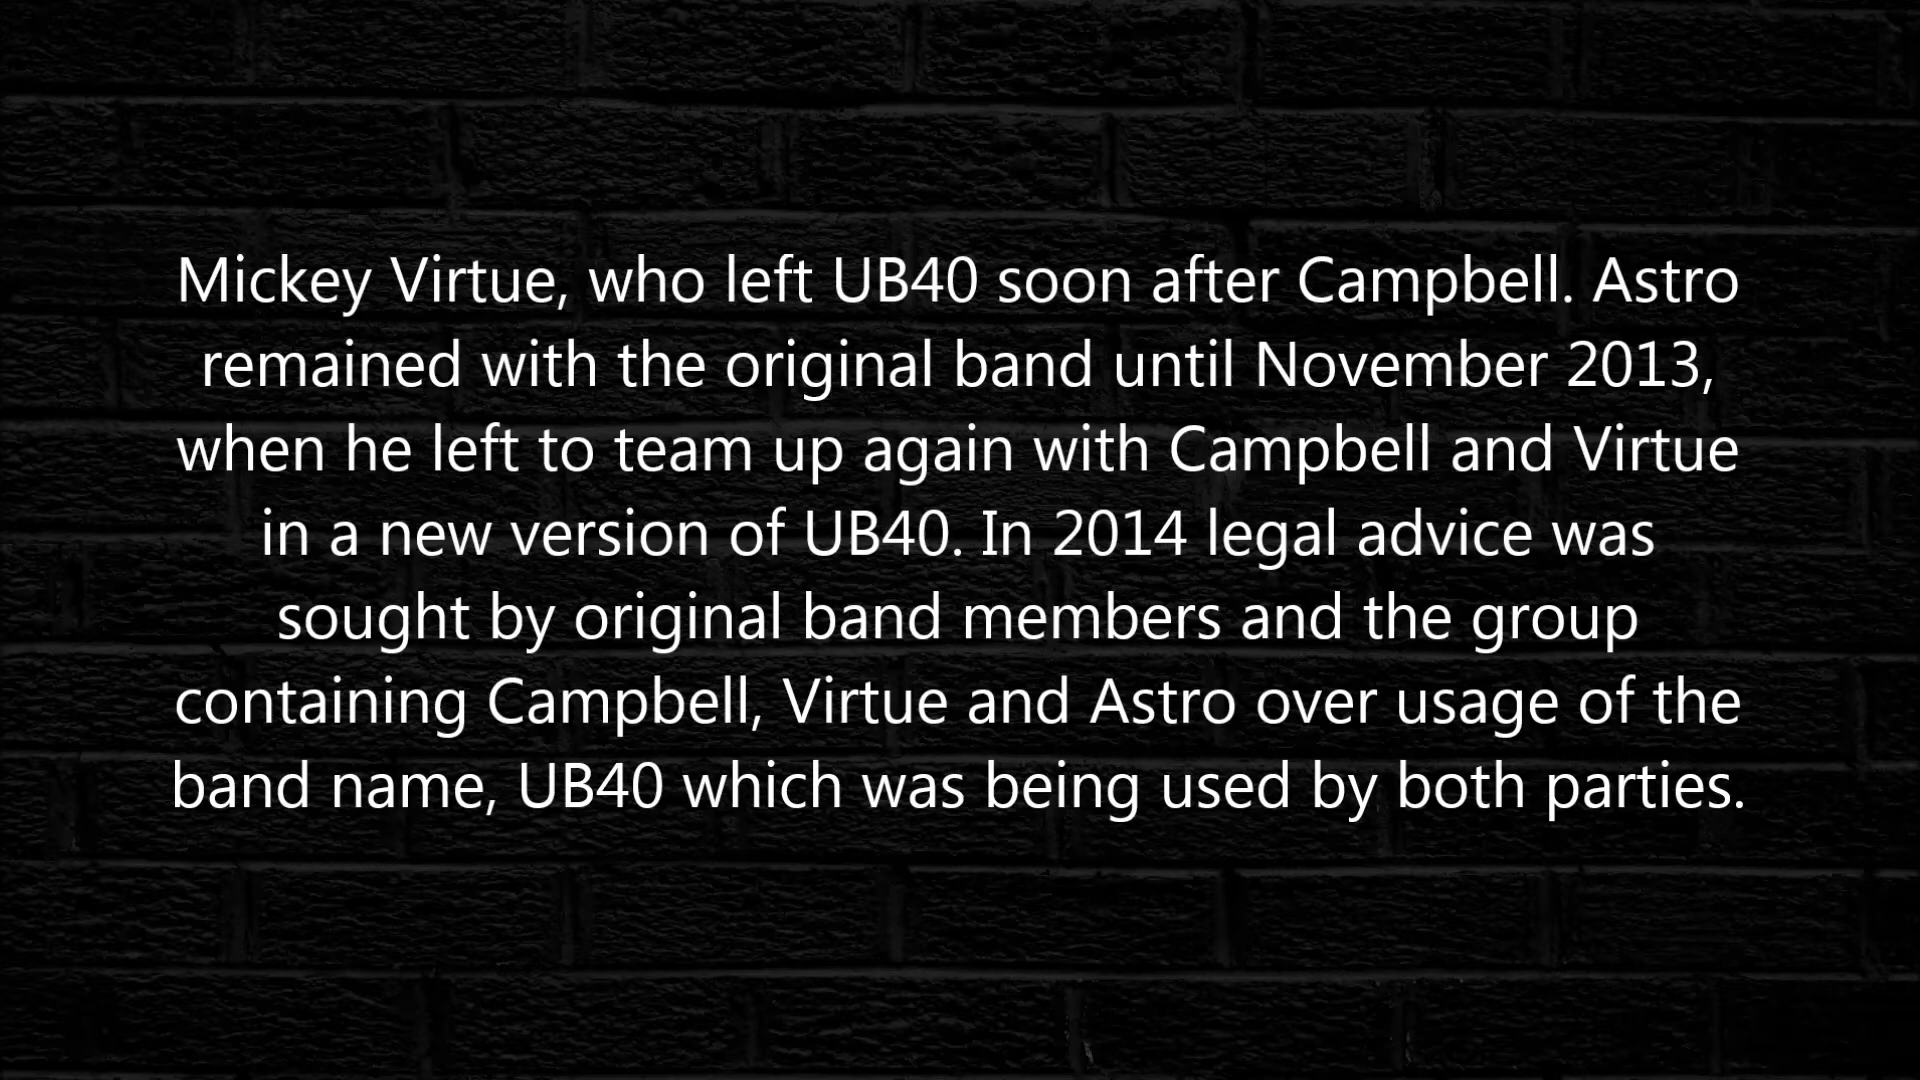 Mickey Virtue, who left UB40 soon after Campbell. Astro
remained with the original band until November 2013,
when he left to team up again with Campbell and Virtue
in a new version of UB40. In 2014 legal advice was
sought by original band members and the group
containing Campbell, Virtue and Astro over usage of the
band name, UB40 which was being used by both parties.